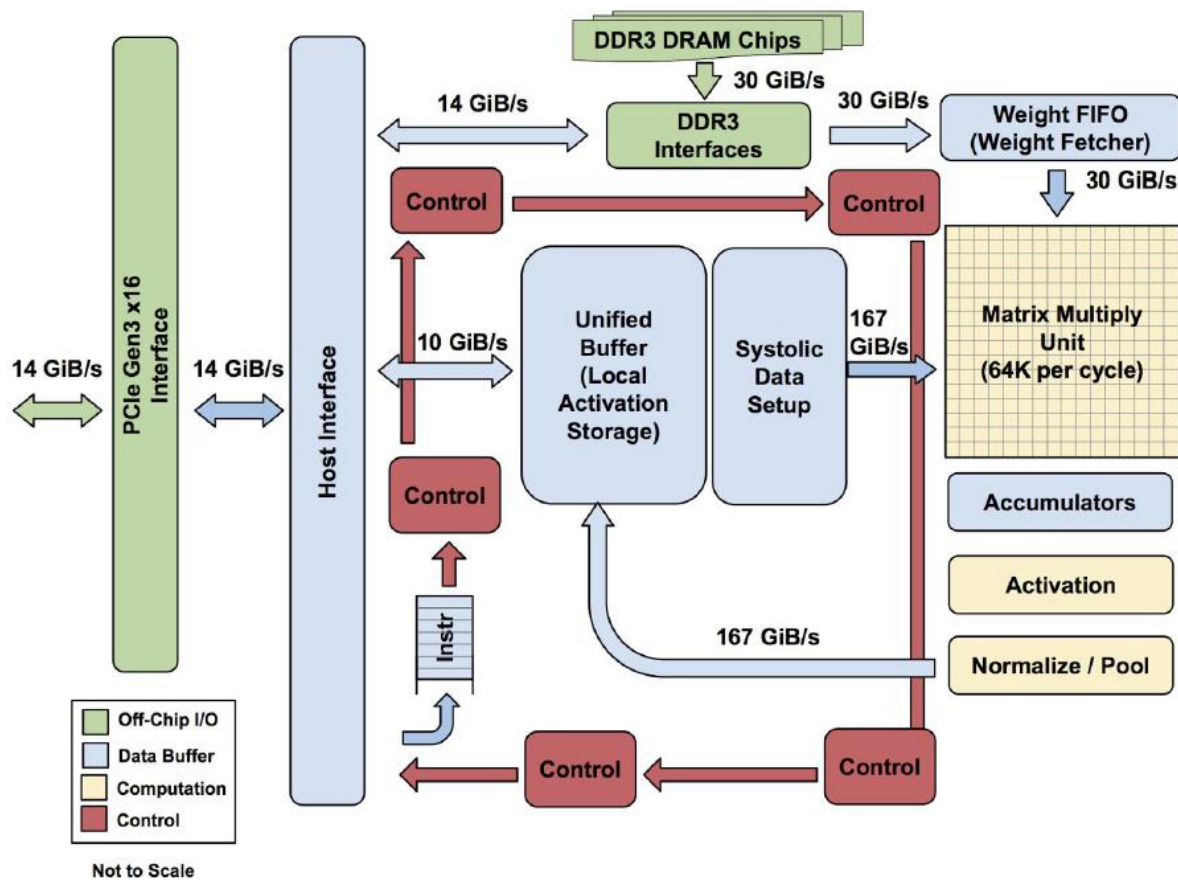 DDR3 DRAM Chips
30 GiB/s
14 GiB/s
DDR3
Interfaces
30 GiB/s
Weight FIFO
(Weight Fetcher)
30 GiB/s
Control
Control
PCIe Gen3 x16
Interface
14 GiB/s
14 GiB/s
Host Interface
10 GiB/s
Unified
Buffer
(Local
Activation
Storage)
Systolic
Data
Setup
167
GiB/s
Matrix Multiply
Unit
(64K per cycle)
Control
Accumulators
Activation
Instr
167 GiB/s
Normalize / Pool
Control
Control
Off-Chip I/O
Data Buffer
Computation
Control
Not to Scale